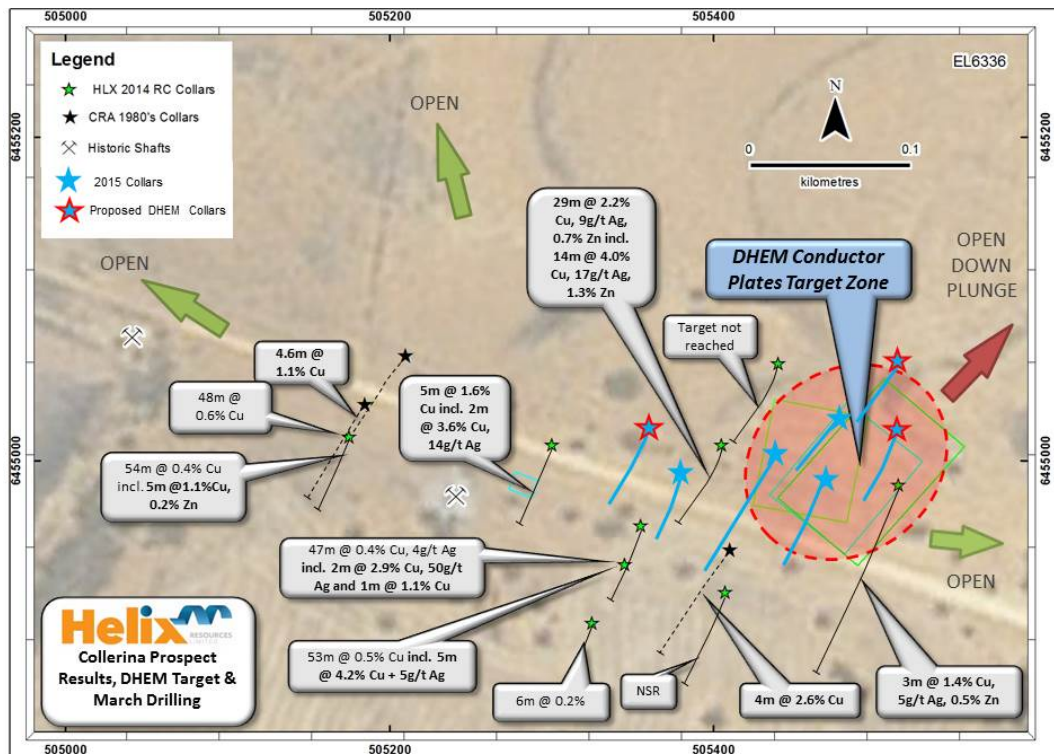 505000
505200
505400
6455200
6455000
6455200
6455000
505000
505200
505400
EL6336
Legend
HLX 2014 RC Collars
CRA 1980's Collars
Historic Shafts
2015 Collars
Proposed DHEM Collars
OPEN
OPEN
N
0
0.1
kilometres
29m @ 2.2%
Cu, 9g/t Ag,
0.7% Zn incl.
14m @ 4.0%
Cu, 17g/t Ag,
1.3% Zn
DHEM Conductor
Plates Target Zone
OPEN
DOWN
PLUNGE
Target not
reached
4.6m @
1.1% Cu
48m @
0.6% Cu
5m @ 1.6%
Cu incl. 2m
@ 3.6% Cu,
14g/t Ag
54m @ 0.4% Cu
incl. 5m @1.1%Cu,
0.2% Zn
47m @ 0.4% Cu, 4g/t Ag
incl. 2m @ 2.9% Cu, 50g/t
Ag and 1m @ 1.1% Cu
OPEN
53m @ 0.5% Cu incl. 5m
@ 4.2% Cu + 5g/t Ag
6m @ 0.2%
NSR
4m @ 2.6% Cu
3m @ 1.4% Cu,
5g/t Ag, 0.5% Zn
Helix
RESOURCES
LIMITED
Collerina Prospect
Results, DHEM Target &
March Drilling